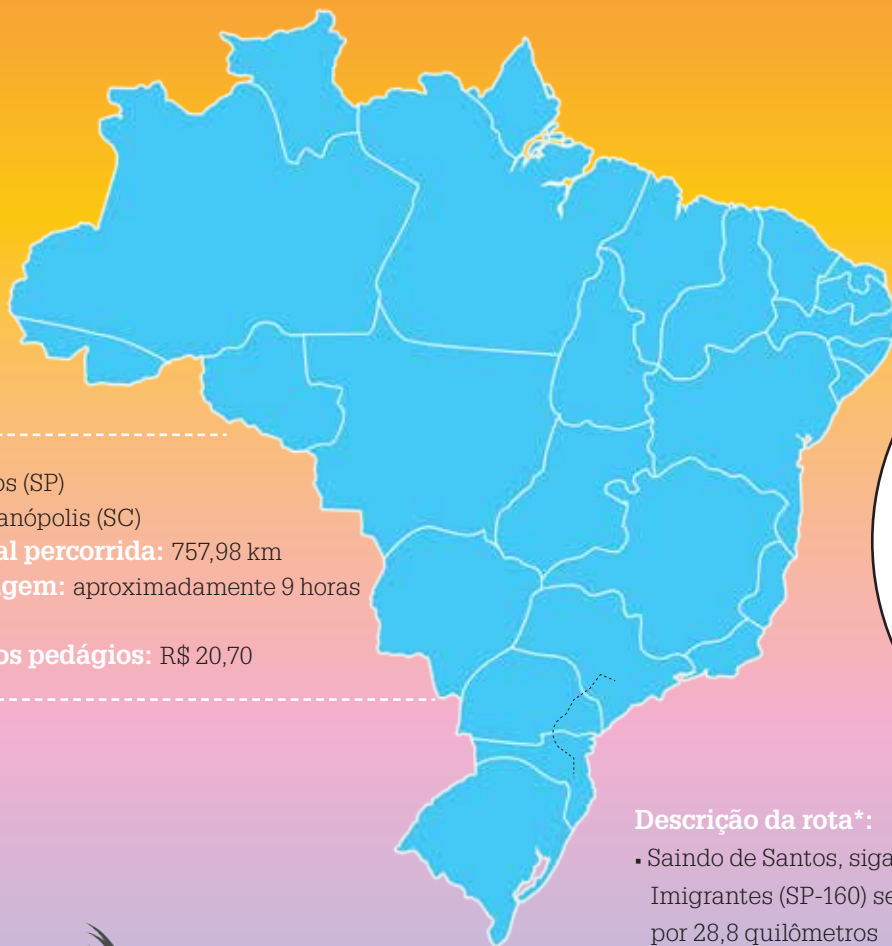 os (SP)
anópolis (SC)
al percorrida: 757,98 km
gem: aproximadamente 9 horas
os pedágios: R$ 20,70
Descrição da rota*:
▪ Saindo de Santos, siga
Imigrantes (SP-160) se
por 28,8 quilômetros